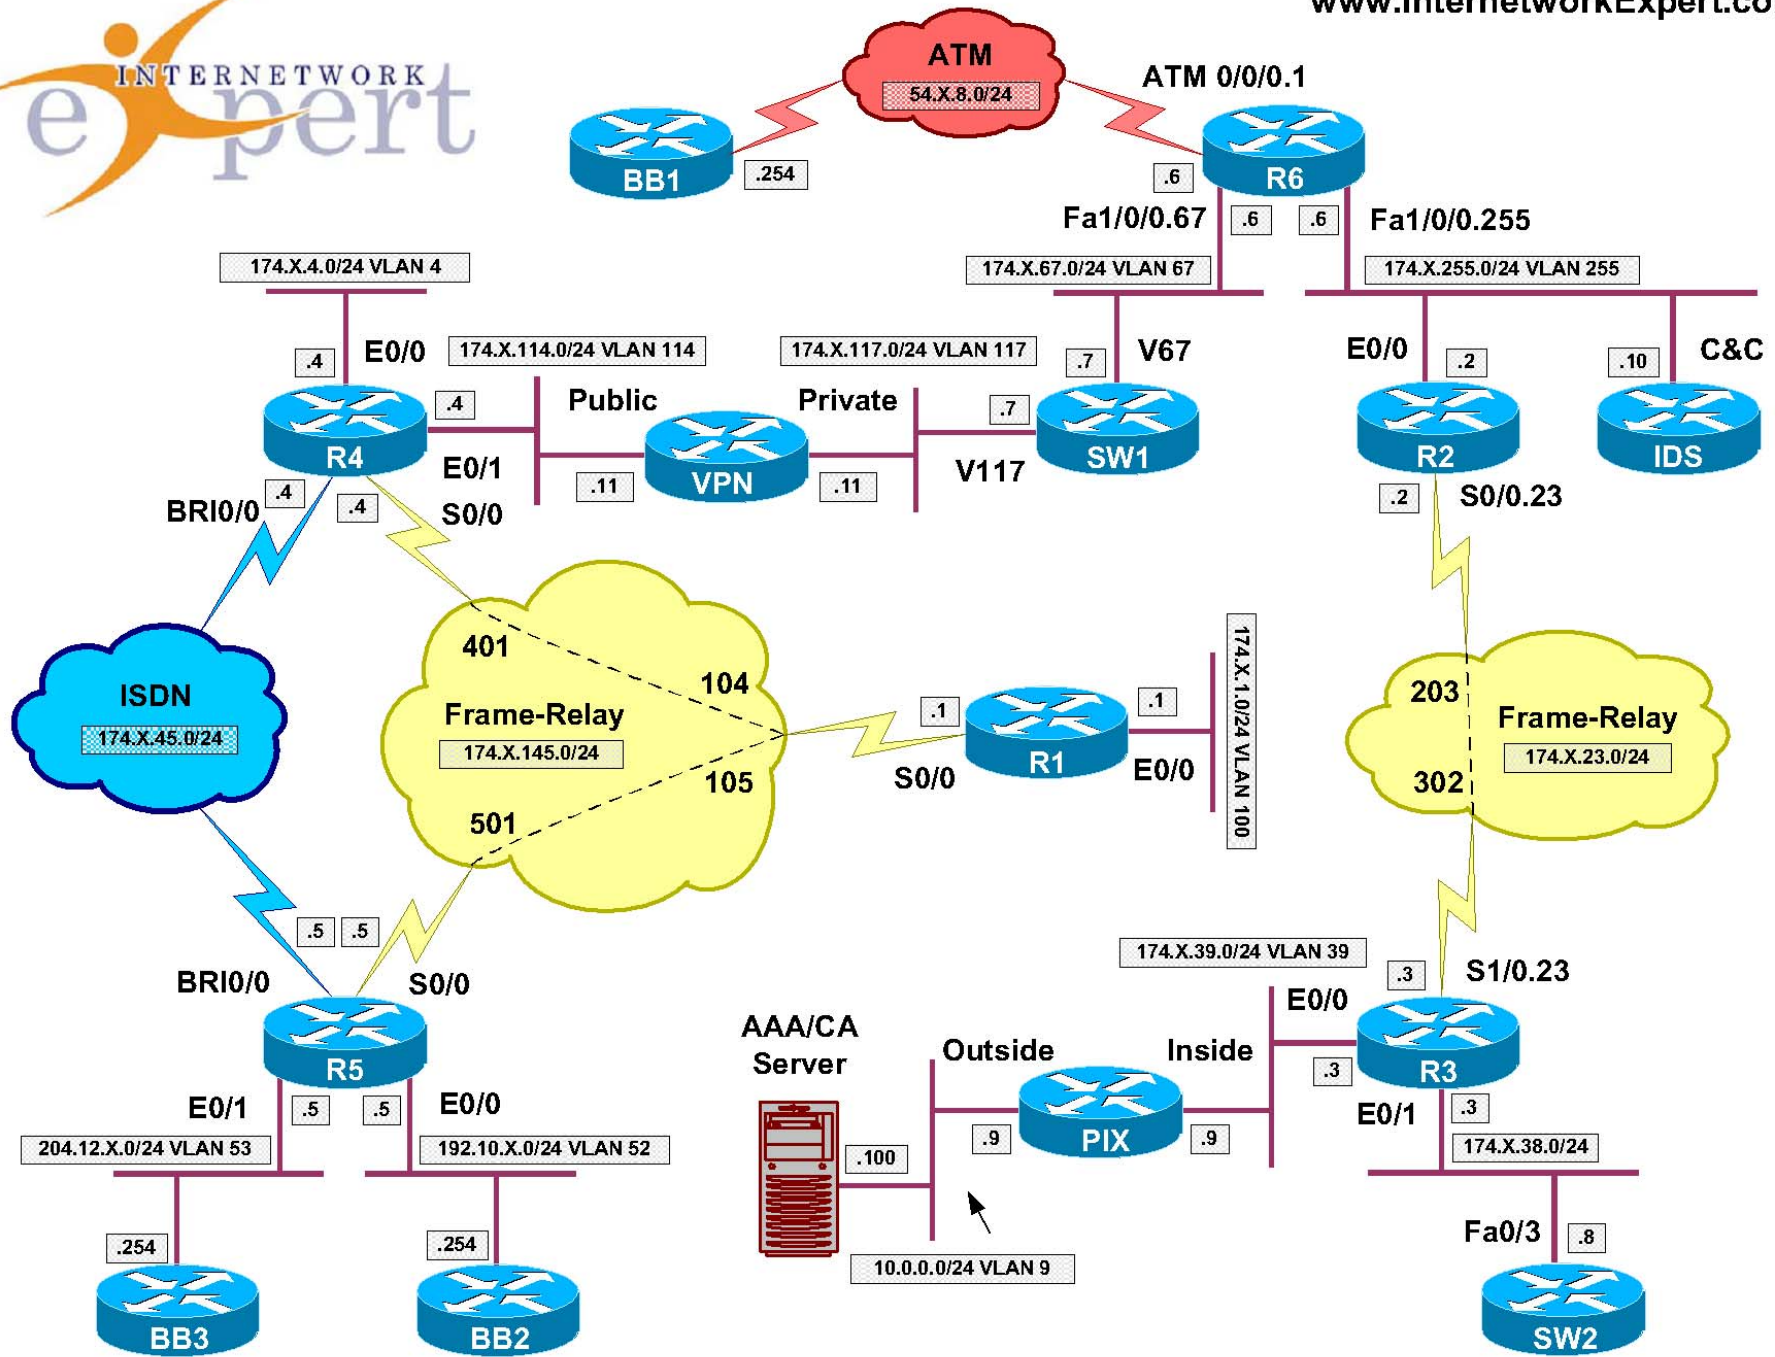 www.InternetworkExpert.co
INTERNETWORK
expert
ATM
54.X.8.0/24
ATM 0/0/0.1
BB1
.254
R6
.6
Fa1/0/0.67
.6
.6
Fa1/0/0.255
174.X.4.0/24 VLAN 4
174.X.67.0/24 VLAN 67
174.X.255.0/24 VLAN 255
.4
E0/0
174.X.114.0/24 VLAN 114
174.X.117.0/24 VLAN 117
.7
V67
E0/0
.2
.10
C&C
R4
.4
Public
Private
.7
SW1
R2
IDS
E0/1
.11
VPN
.11
V117
BRI0/0
.4
.4
S0/0
.2
S0/0.23
401
104
ISDN
174.X.45.0/24
Frame-Relay
174.X.145.0/24
105
501
.1
R1
.1
S0/0
E0/0
174.X.1.0/24 VLAN 100
203
Frame-Relay
174.X.23.0/24
302
.5
.5
BRI0/0
S0/0
174.X.39.0/24 VLAN 39
.3
S1/0.23
E0/0
AAA/CA
Server
Outside
Inside
R5
R3
.3
E0/1
.5
.5
E0/0
E0/1
.3
204.12.X.0/24 VLAN 53
192.10.X.0/24 VLAN 52
.100
.9
PIX
.9
174.X.38.0/24
.254
.254
10.0.0.0/24 VLAN 9
Fa0/3
.8
BB3
BB2
SW2